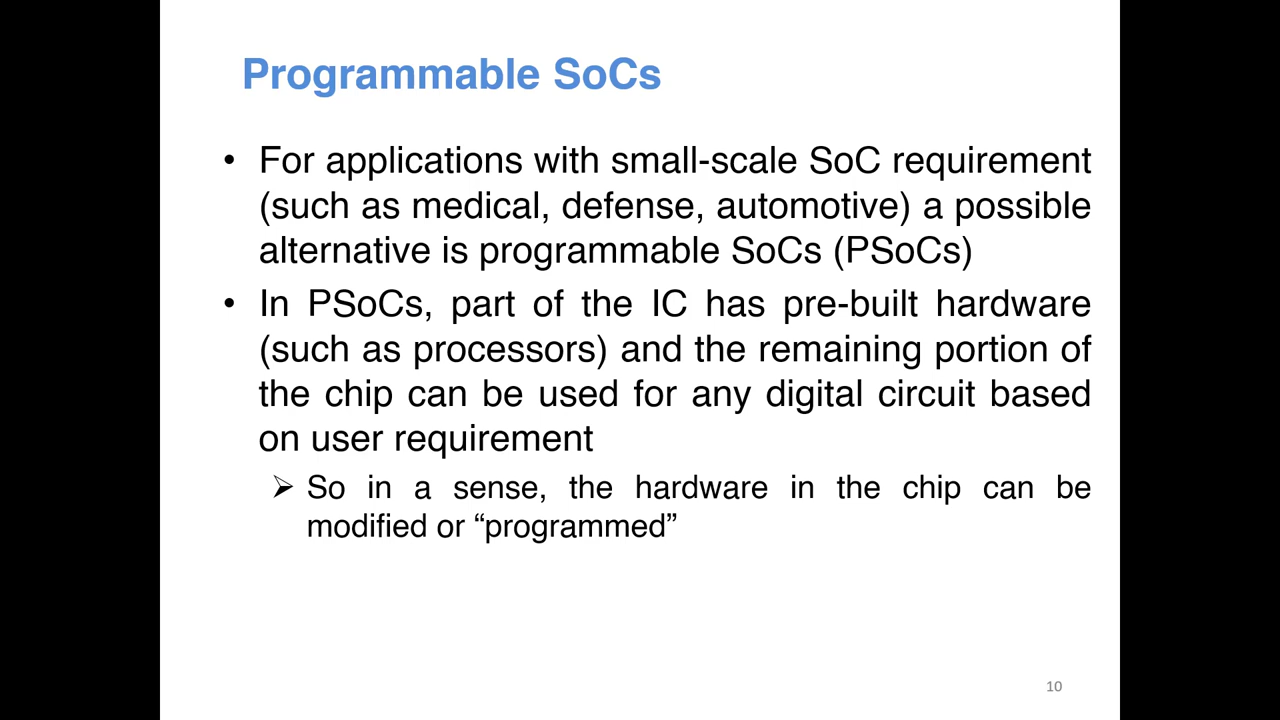 Programmable SoCs
• For applications with small-scale SoC requirement
(such as medical, defense, automotive) a possible
alternative is programmable SoCs (PSoCs)
• In PSoCs, part of the IC has pre-built hardware
(such as processors) and the remaining portion of
the chip can be used for any digital circuit based
on user requirement
➢ So in a sense, the hardware in the chip can be
modified or “programmed”
10